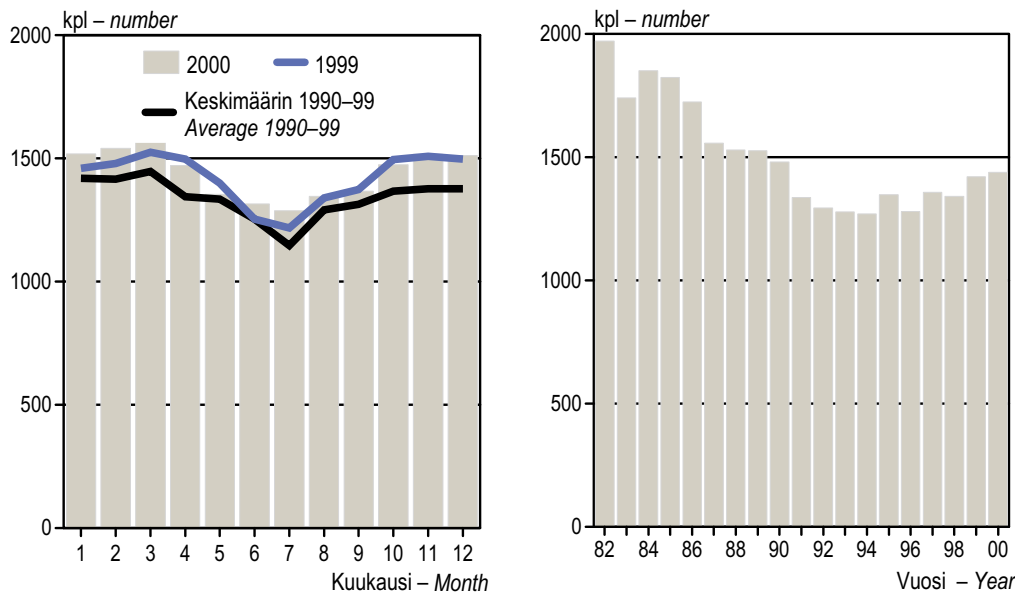 kpl – number
2000
1500
1000
500
0
2000
1999
Keskimäärin 1990–99
Average 1990–99
1 2 3 4 5 6 7 8 9 10 11 12
Kuukausi – Month
kpl – number
2000
1500
1000
500
0
82 84 86 88 90 92 94 96 98 00
Vuosi – Year